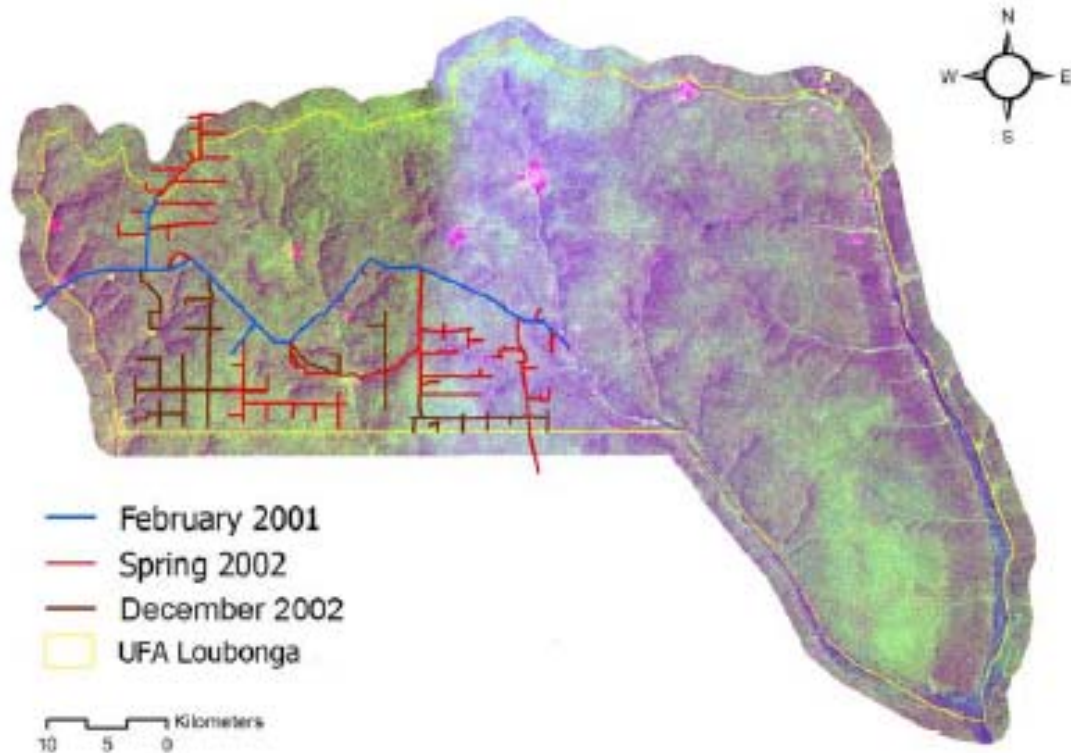 N
W E
S
February 2001
Spring 2002
December 2002
UFA Loubonga
Kilometers
10 5 0